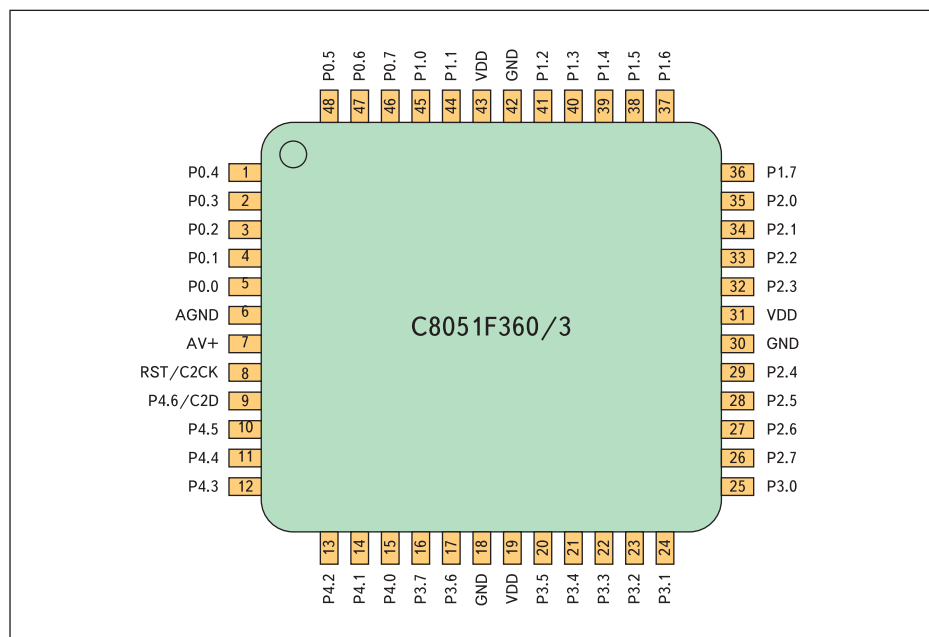 P0.5 P0.6 P0.7 P1.0 P1.1 VDD GND P1.2 P1.3 P1.4 P1.5 P1.6
48 47 46 45 44 43 42 41 40 39 38 37
P0.4 1 36 P1.7
P0.3 2 35 P2.0
P0.2 3 34 P2.1
P0.1 4 33 P2.2
P0.0 5 32 P2.3
AGND 6 31 VDD
C8051F360/3
AV+ 7 30 GND
RST/C2CK 8 29 P2.4
P4.6/C2D 9 28 P2.5
P4.5 10 27 P2.6
P4.4 11 26 P2.7
P4.3 12 25 P3.0
13 14 15 16 17 18 19 20 21 22 23 24
P4.2 P4.1 P4.0 P3.7 P3.6 GND VDD P3.5 P3.4 P3.3 P3.2 P3.1